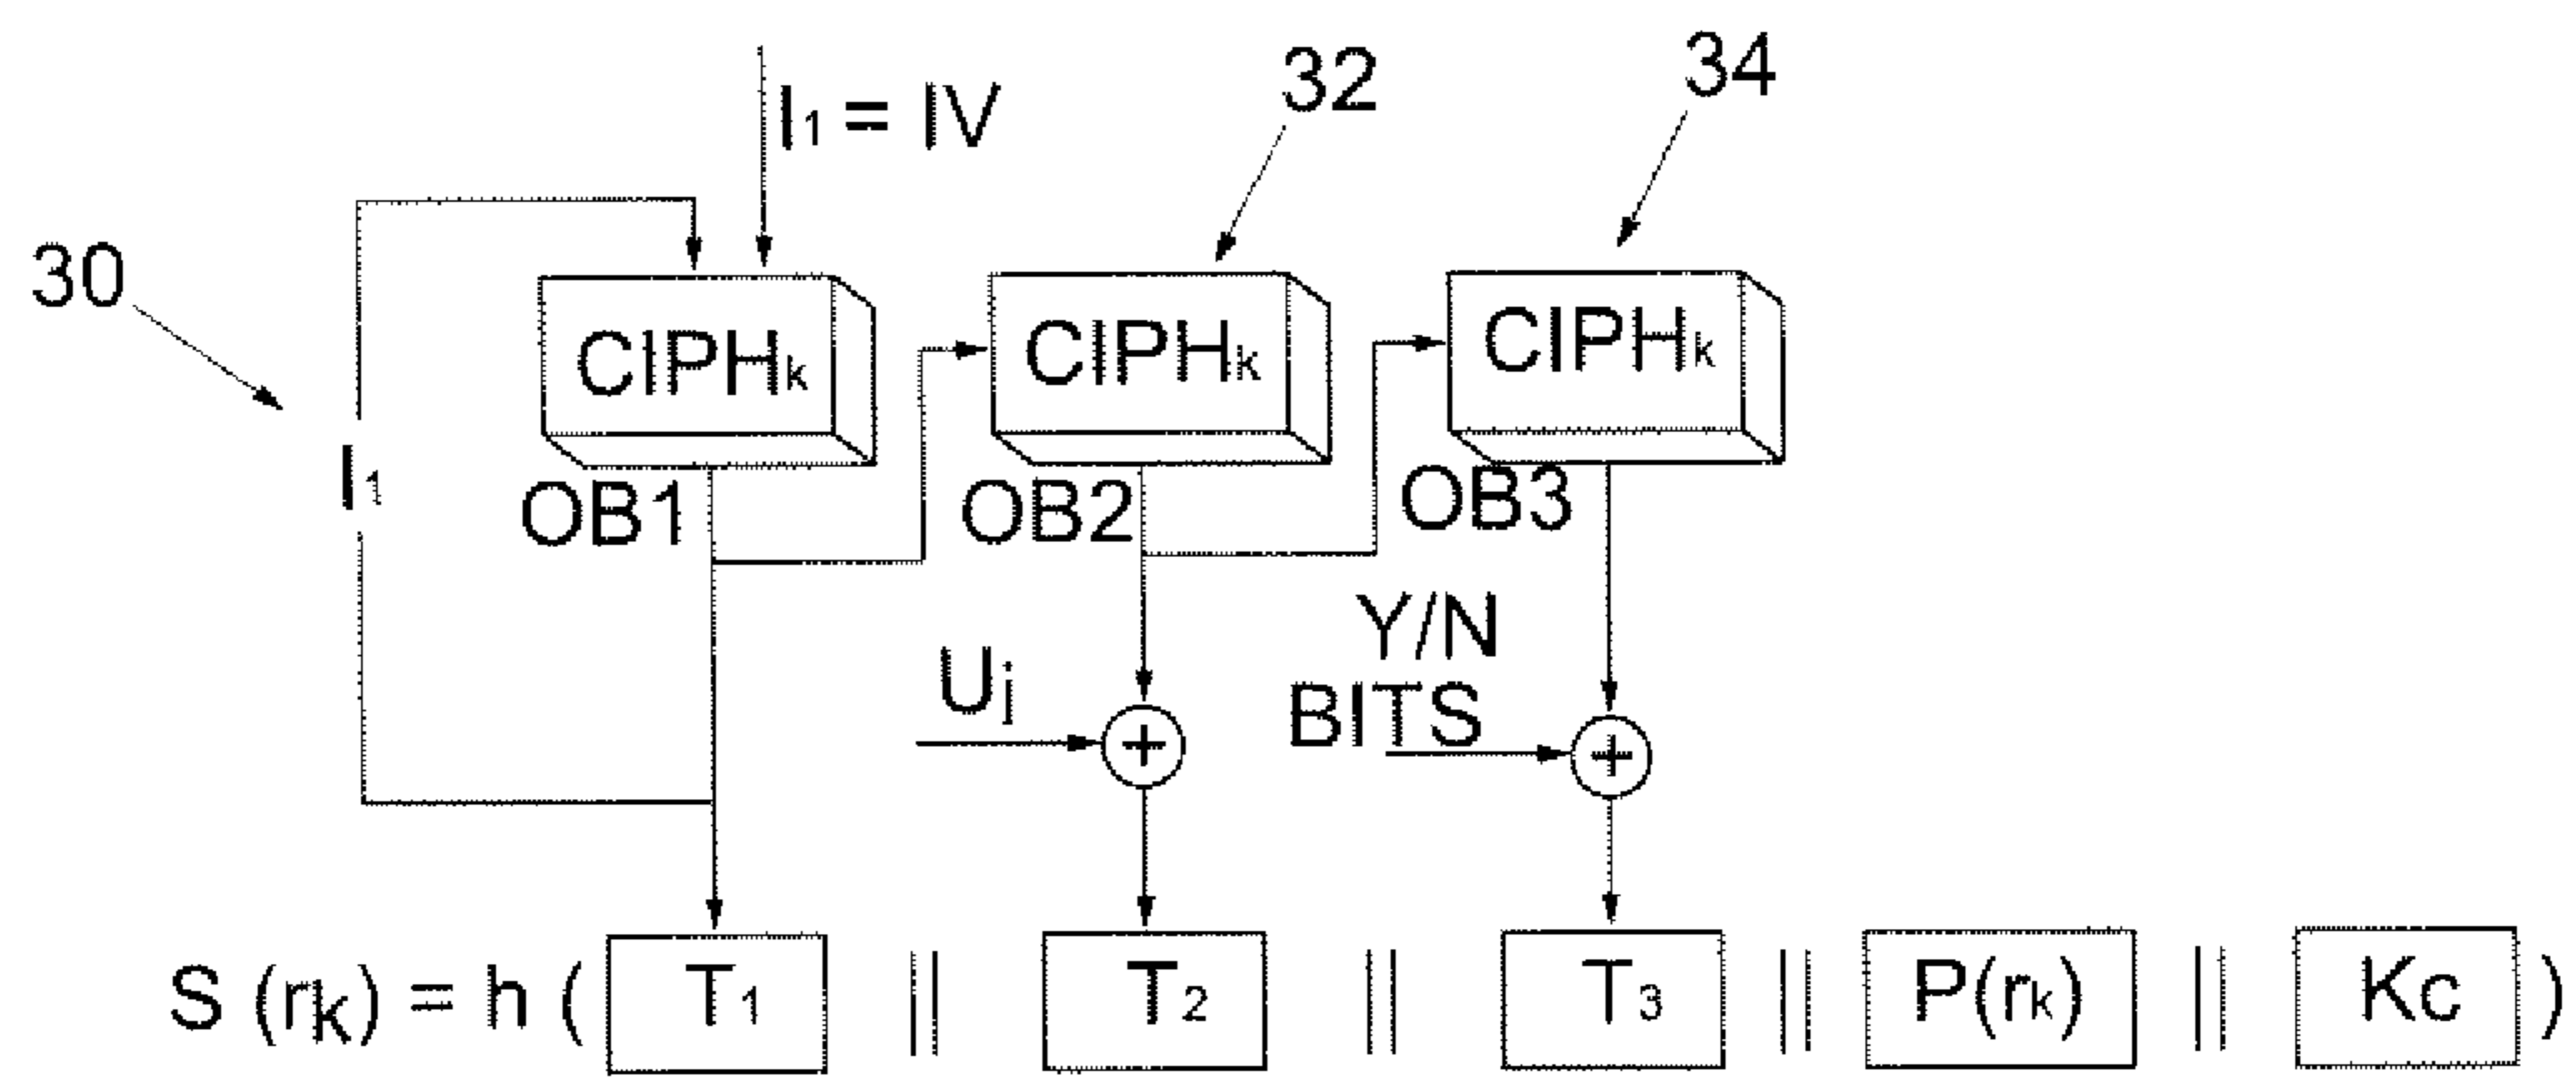 32
34
I1 = IV
30
CIPHk
CIPHk
CIPHk
I1
OB1
OB2
OB3
Y/N
BITS
Uj
S (rk) = h ( T1 || T2 || T3 || P(rk) || Kc )